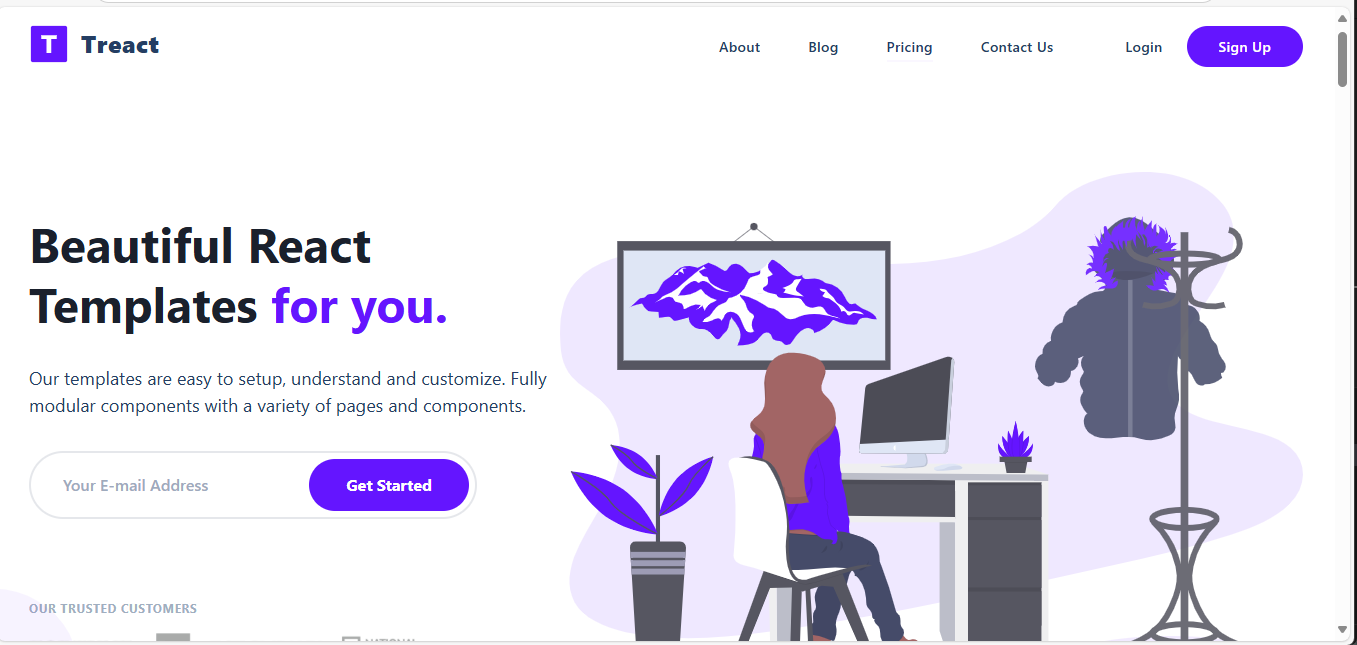 T Treact
About Blog Pricing Contact Us Login Sign Up
Beautiful React
Templates for you.
Our templates are easy to setup, understand and customize. Fully
modular components with a variety of pages and components.
Your E-mail Address Get Started
OUR TRUSTED CUSTOMERS
NATIONAL